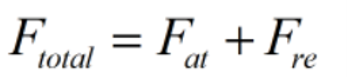 F_total = F_at + F_re